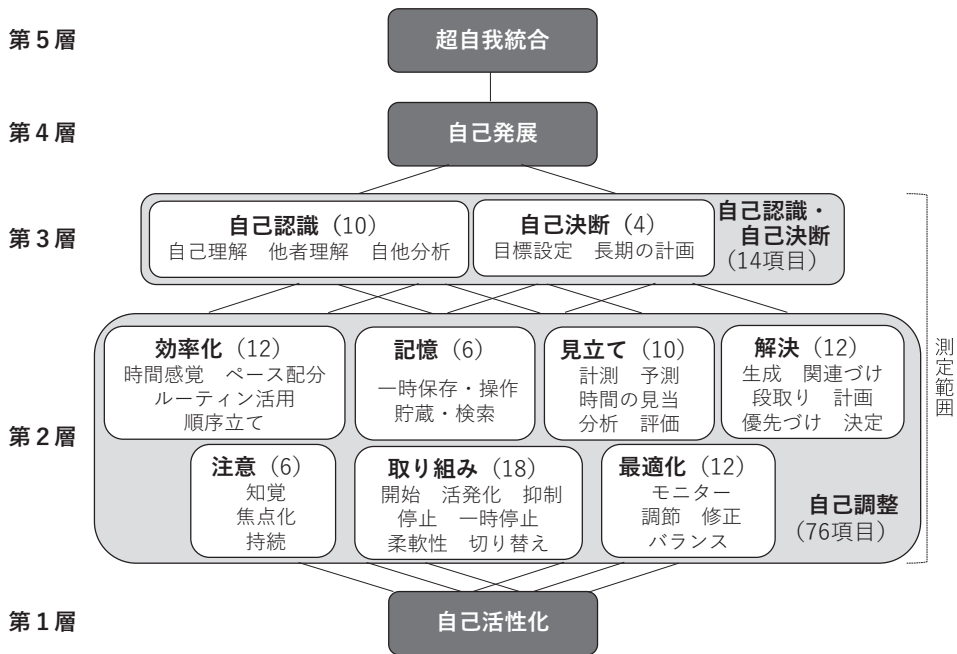 第5層
超自我統合
第4層
自己発展
第3層
自己認識（10）
自己理解　他者理解　自他分析
自己決断（4）
目標設定　長期の計画
自己認識・
自己決断
（14項目）
第2層
効率化（12）
時間感覚　ペース配分
ルーティン活用
順序立て
記憶（6）
一時保存・操作
貯蔵・検索
見立て（10）
計測　予測
時間の見当
分析　評価
解決（12）
生成　関連づけ
段取り　計画
優先づけ　決定
注意（6）
知覚
焦点化
持続
取り組み（18）
開始　活発化　抑制
停止　一時停止
柔軟性　切り替え
最適化（12）
モニター
調節　修正
バランス
自己調整
（76項目）
測定範囲
第1層
自己活性化